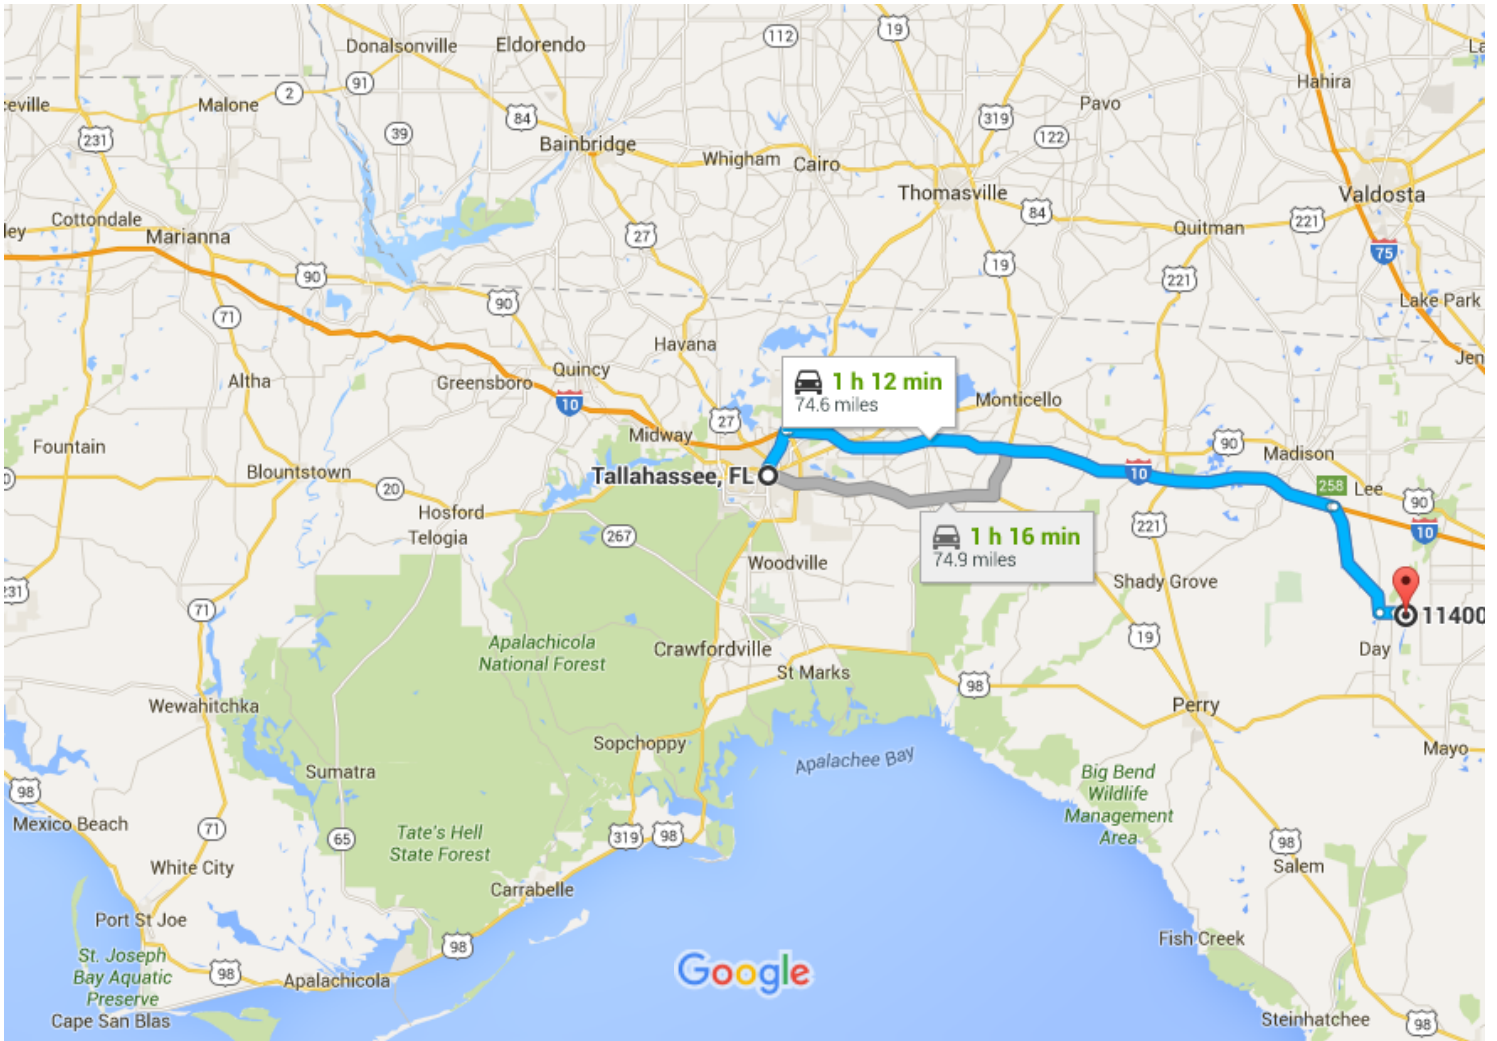 Donalsonville
Eldorendo
112
19
La
Hahira
ceville
Malone
2
91
84
39
319
122
Pavo
231
Bainbridge
Whigham
Cairo
Thomasville
84
Valdosta
Cottondale
ley
Marianna
27
Quitman
221
75
90
90
19
221
Lake Park
71
Havana
Jen
Altha
Greensboro
Quincy
10
1 h 12 min
74.6 miles
Monticello
27
Midway
90
Madison
Fountain
Blountstown
Tallahassee, FL
10
258
Lee
90
0
20
Hosford
Telogia
267
Woodville
1 h 16 min
74.9 miles
221
10
231
71
Shady Grove
11400
Apalachicola
National Forest
Crawfordville
St Marks
19
Day
98
Wewahitchka
Perry
Sopchoppy
Apalachee Bay
Mayo
Sumatra
98
Mexico Beach
71
65
Tate's Hell
State Forest
319
98
Big Bend
Wildlife
Management
Area
98
White City
Carrabelle
Salem
Port St Joe
98
St. Joseph
Bay Aquatic
Preserve
98
Apalachicola
Google
Fish Creek
Cape San Blas
Steinhatchee
98